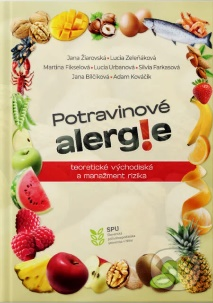 Jana Žiarovská • Lucia Zeleňáková
Martina Fikselová • Lucia Urbanová • Silvia Farkasová
Jana Bilčíková • Adam Kováčik
Potravinové
alerg!e
teoretické východiská
a manažment rizika
SPU